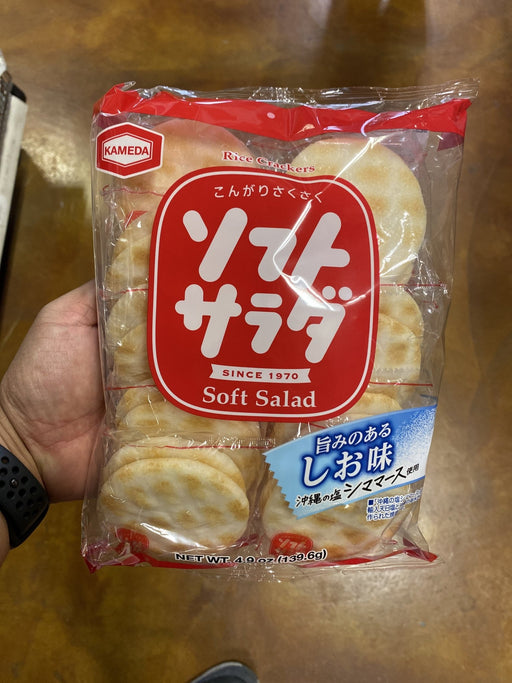 KAMEDA
Rice Crackers
こんがりさくさく
ソフト
サラダ
SINCE 1970
Soft Salad
旨みのある
しお味
沖縄の塩シママース使用
NET WT. 4.9 oz (139.6g)